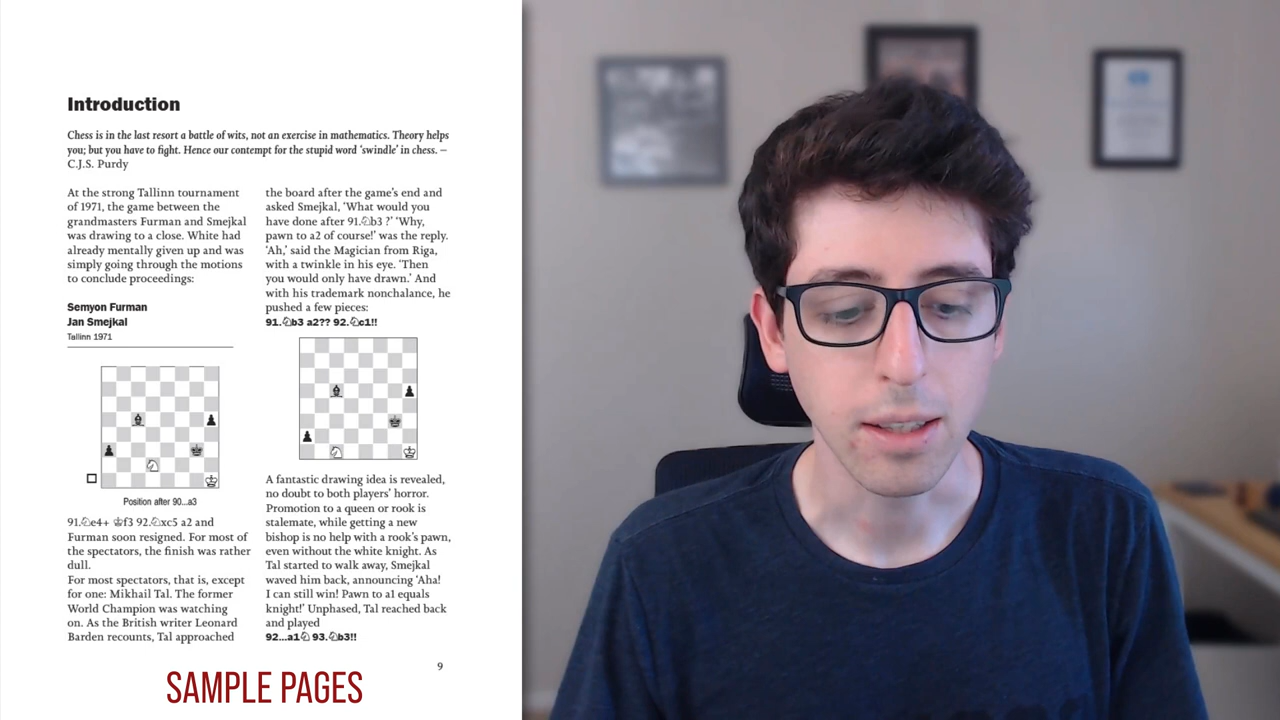 Introduction
Chess is in the last resort a battle of wits, not an exercise in mathematics. Theory helps
you; but you have to fight. Hence our contempt for the stupid word ‘swindle’ in chess. –
C.J.S. Purdy
At the strong Tallinn tournament
of 1971, the game between the
grandmasters Furman and Smejkal
was drawing to a close. White had
already mentally given up and was
simply going through the motions
to conclude proceedings:
Semyon Furman
Jan Smejkal
Tallinn 1971
Position after 90...a3
91.♘e4+ ♚f3 92.♘xc5 a2 and
Furman soon resigned. For most of
the spectators, the finish was rather
dull.
For most spectators, that is, except
for one: Mikhail Tal. The former
World Champion was watching
on. As the British writer Leonard
Barden recounts, Tal approached
the board after the game’s end and
asked Smejkal, ‘What would you
have done after 91.♘b3 ?’ ‘Why,
pawn to a2 of course!’ was the reply.
‘Ah,’ said the Magician from Riga,
with a twinkle in his eye. ‘Then
you would only have drawn.’ And
with his trademark nonchalance, he
pushed a few pieces:
91.♘b3 a2?? 92.♘c1!!
A fantastic drawing idea is revealed,
no doubt to both players’ horror.
Promotion to a queen or rook is
stalemate, while getting a new
bishop is no help with a rook’s pawn,
even without the white knight. As
Tal started to walk away, Smejkal
waved him back, announcing ‘Aha!
I can still win! Pawn to a1 equals
knight!’ Unphased, Tal reached back
and played
92...a1♘ 93.♘b3!!
9
SAMPLE PAGES